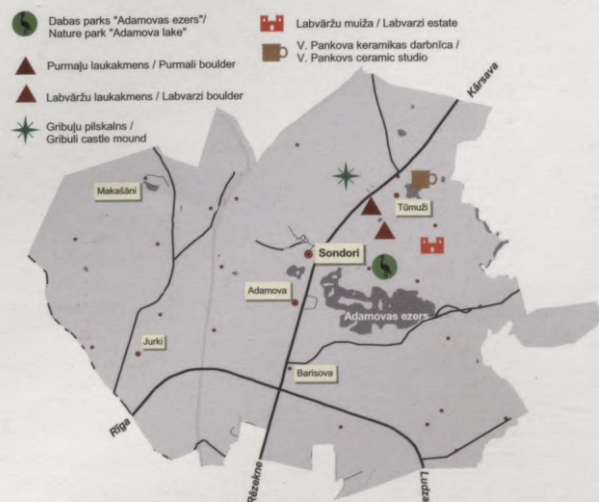 Dabas parks "Adamovas ezers"/
Nature park "Adamova lake"
Purmaļu laukakmens / Purmali boulder
Labvāržu laukakmens / Labvarzi boulder
Gribuļu pilskalns /
Gribuli castle mound
Labvāržu muiža / Labvarzi estate
V. Pankova keramikas darbnīca /
V. Pankovs ceramic studio
Kārsava
Makašāni
Tūmuži
Sondori
Adamova
Adamovas ezers
Jurki
Barisova
Rīga
Rēzekne
Ludza